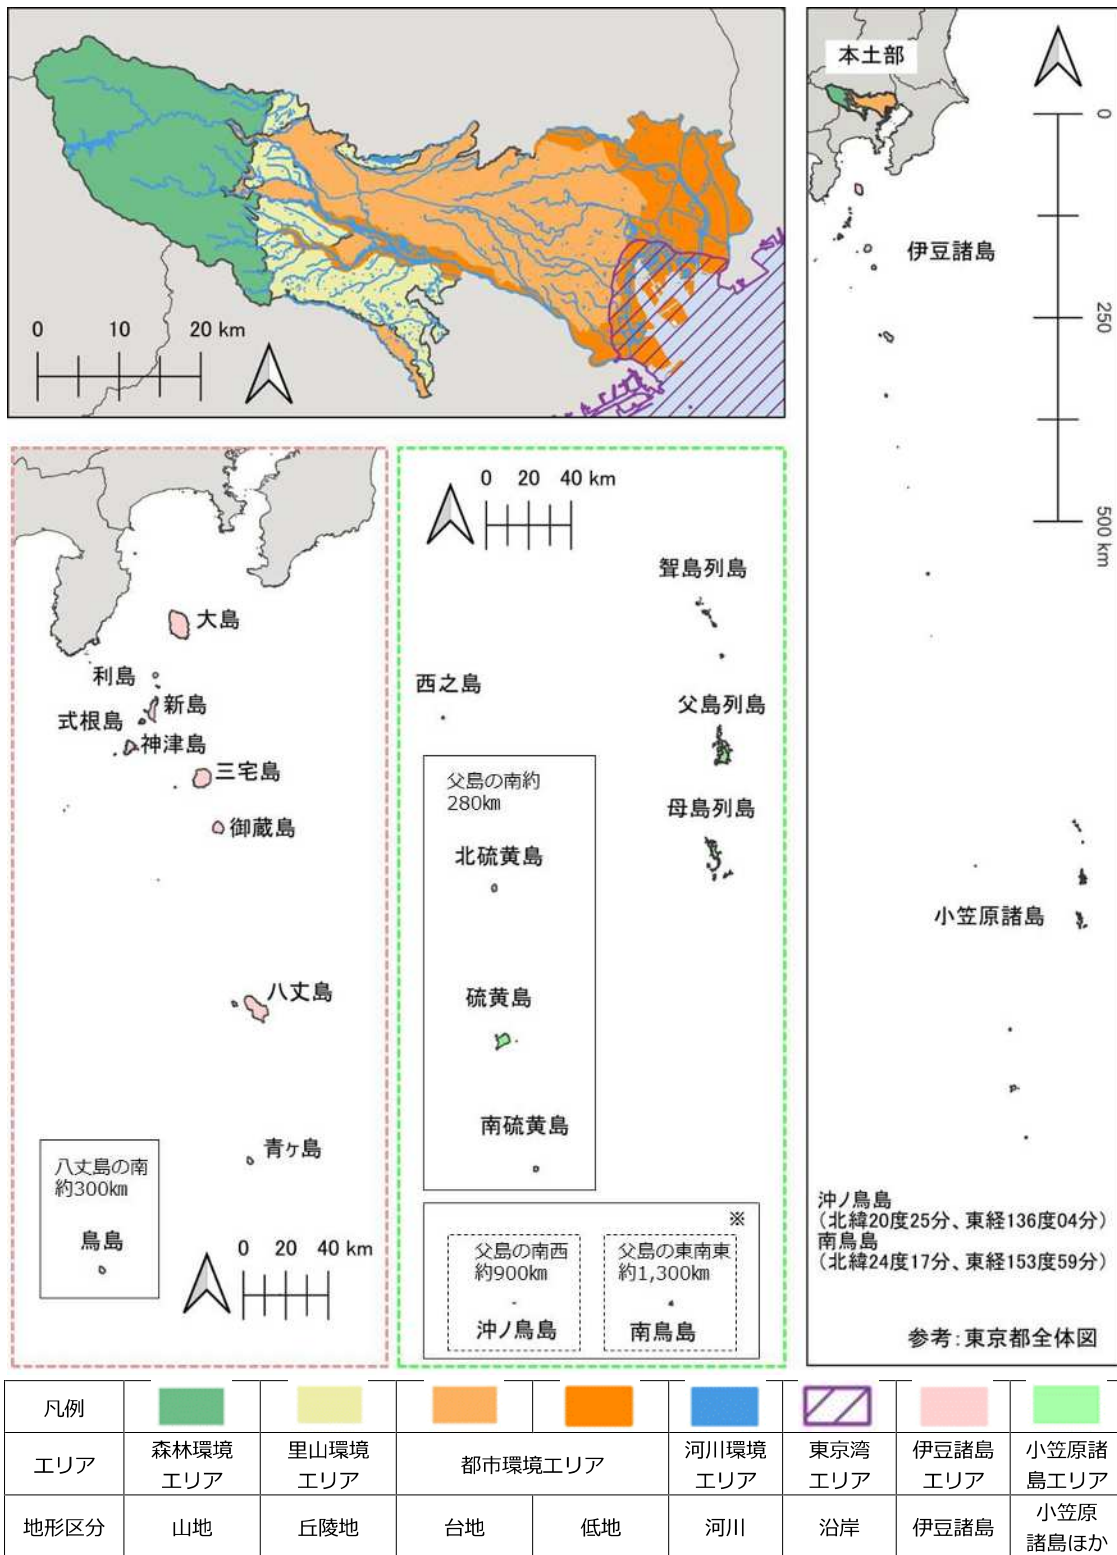 0 10 20 km
本土部
0
伊豆諸島
250
500 km
小笠原諸島
沖ノ鳥島
（北緯20度25分、東経136度04分）
南鳥島
（北緯24度17分、東経153度59分）
参考：東京都全体図
大島
利島
新島
式根島
神津島
三宅島
御蔵島
八丈島
青ヶ島
八丈島の南
約300㎞
鳥島
0 20 40 km
0 20 40 km
聟島列島
西之島
父島列島
母島列島
父島の南約
280㎞
北硫黄島
硫黄島
南硫黄島
※
父島の南西
約900㎞
沖ノ鳥島
父島の東南東
約1,300㎞
南鳥島
凡例
エリア 森林環境エリア 里山環境エリア 都市環境エリア 河川環境エリア 東京湾エリア 伊豆諸島エリア 小笠原諸島エリア
地形区分 山地 丘陵地 台地 低地 河川 沿岸 伊豆諸島 小笠原諸島ほか